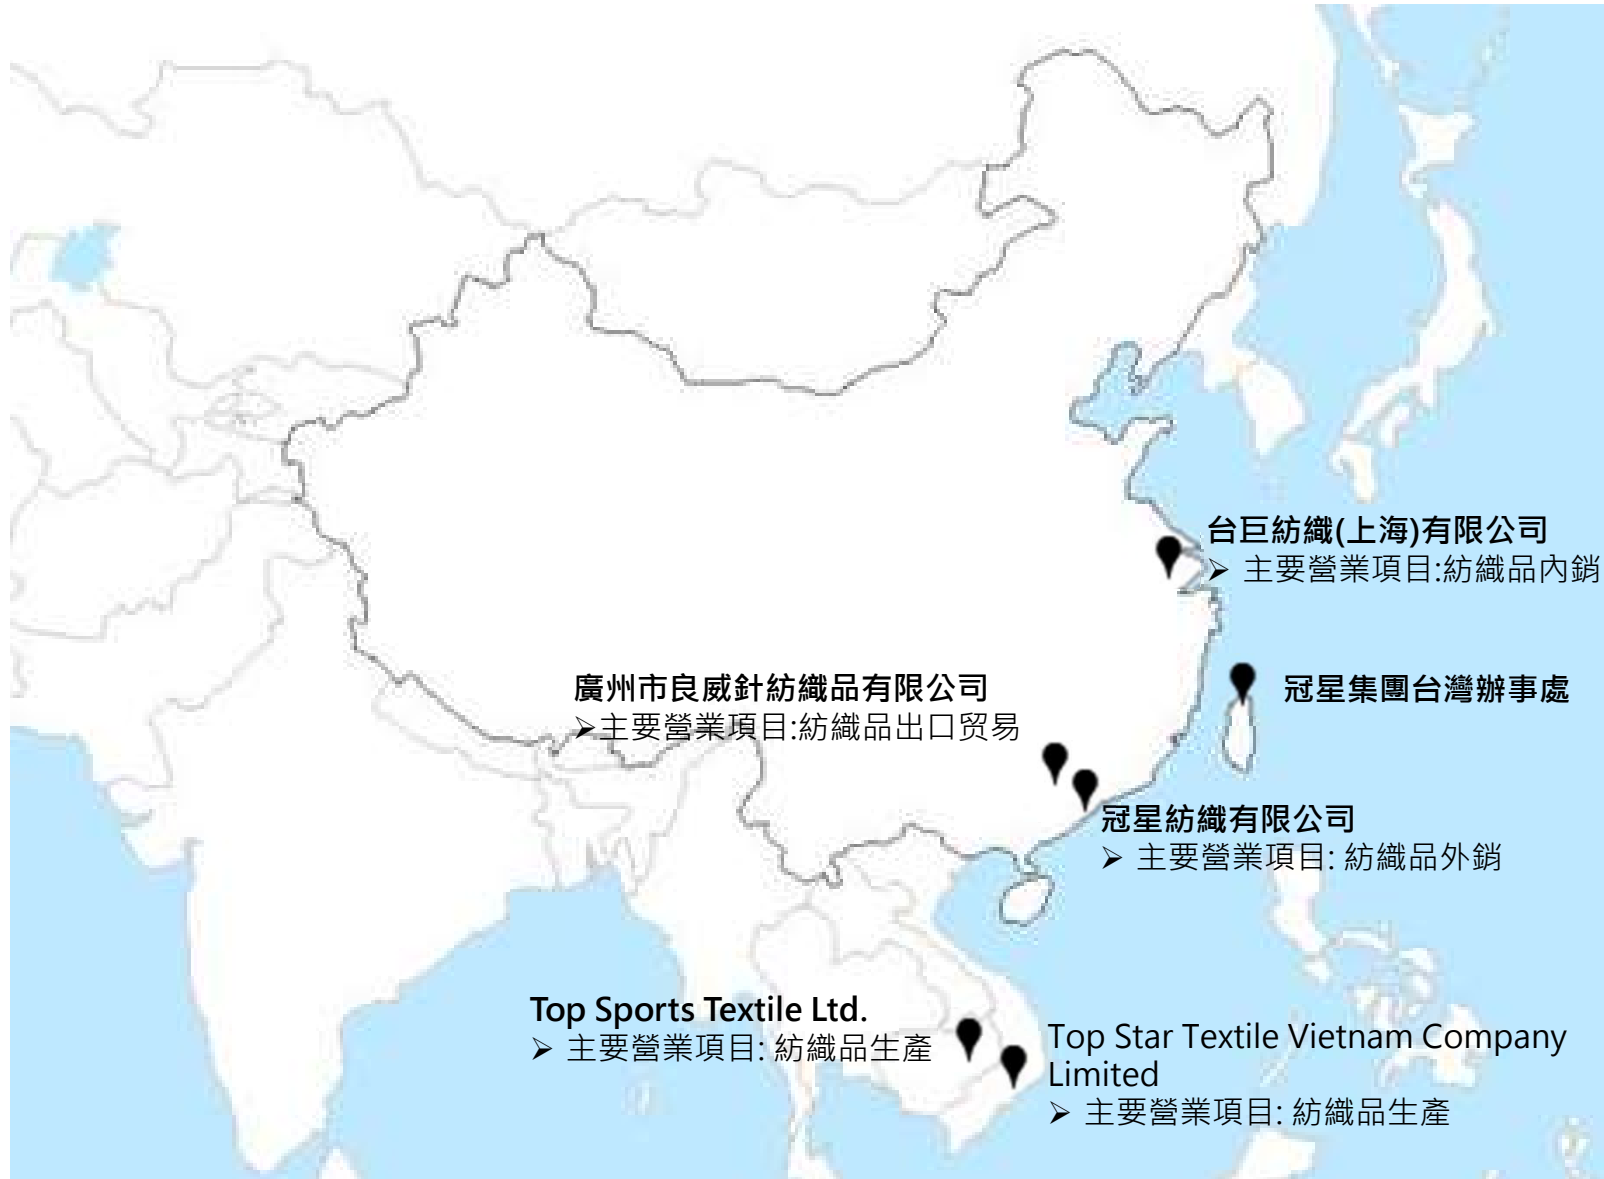 台巨紡織(上海)有限公司
➢ 主要營業項目:紡織品內銷
廣州市良威針紡織品有限公司
➢主要營業項目:紡織品出口贸易
冠星集團台灣辦事處
冠星紡織有限公司
➢ 主要營業項目: 紡織品外銷
Top Sports Textile Ltd.
➢ 主要營業項目: 紡織品生產
Top Star Textile Vietnam Company
Limited
➢ 主要營業項目: 紡織品生產